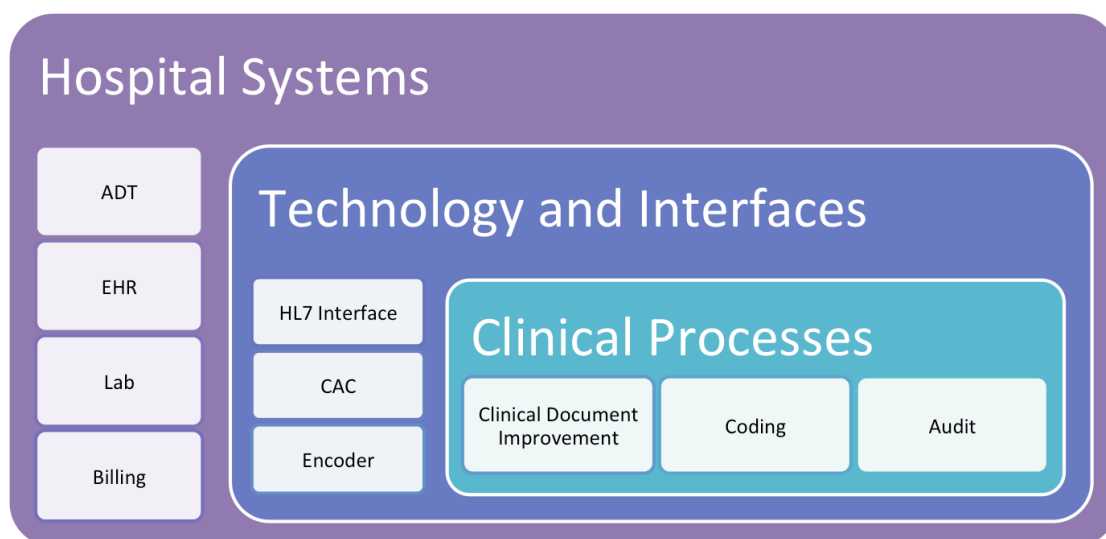 Hospital Systems
ADT
EHR
Lab
Billing
Technology and Interfaces
HL7 Interface
CAC
Encoder
Clinical Processes
Clinical Document
Improvement
Coding
Audit